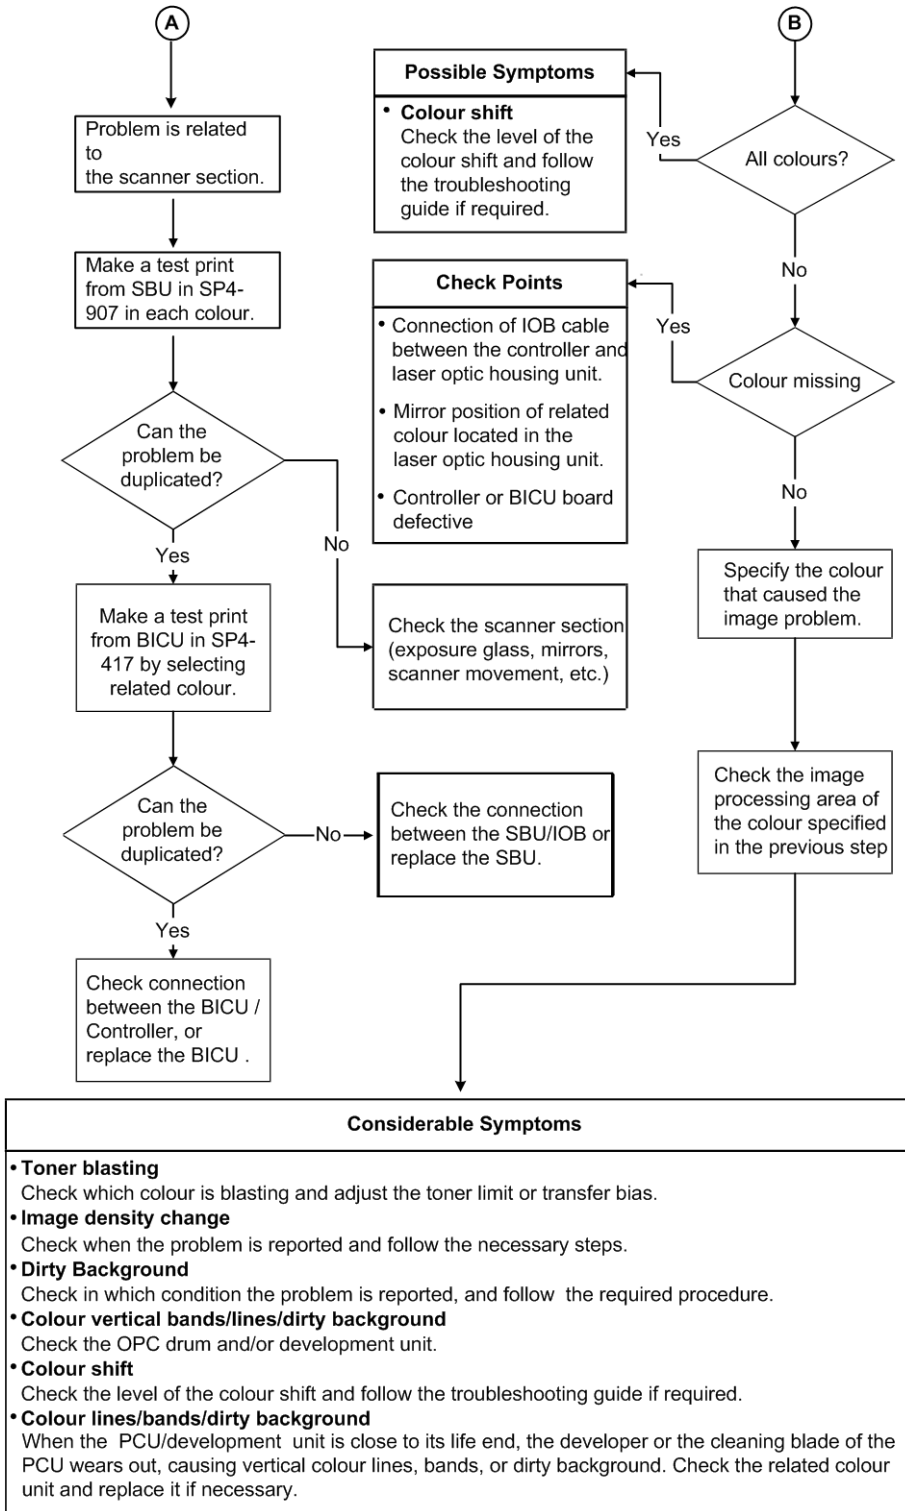 A
Problem is related
to
the scanner section.
Make a test print
from SBU in SP4-
907 in each colour.
Can the
problem be
duplicated?
No
Yes
Make a test print
from BICU in SP4-
417 by selecting
related colour.
Check the scanner section
(exposure glass, mirrors,
scanner movement, etc.)
Can the
problem be
duplicated?
No
Check the connection
between the SBU/IOB or
replace the SBU.
Yes
Check connection
between the BICU /
Controller, or
replace the BICU .
B
All colours?
Yes
Possible Symptoms
• Colour shift
Check the level of the
colour shift and follow
the troubleshooting
guide if required.
No
Colour missing
Yes
Check Points
• Connection of IOB cable
between the controller and
laser optic housing unit.
• Mirror position of related
colour located in the
laser optic housing unit.
• Controller or BICU board
defective
No
Specify the colour
that caused the
image problem.
Check the image
processing area of
the colour specified
in the previous step
Considerable Symptoms
• Toner blasting
Check which colour is blasting and adjust the toner limit or transfer bias.
• Image density change
Check when the problem is reported and follow the necessary steps.
• Dirty Background
Check in which condition the problem is reported, and follow the required procedure.
• Colour vertical bands/lines/dirty background
Check the OPC drum and/or development unit.
• Colour shift
Check the level of the colour shift and follow the troubleshooting guide if required.
• Colour lines/bands/dirty background
When the PCU/development unit is close to its life end, the developer or the cleaning blade of the
PCU wears out, causing vertical colour lines, bands, or dirty background. Check the related colour
unit and replace it if necessary.